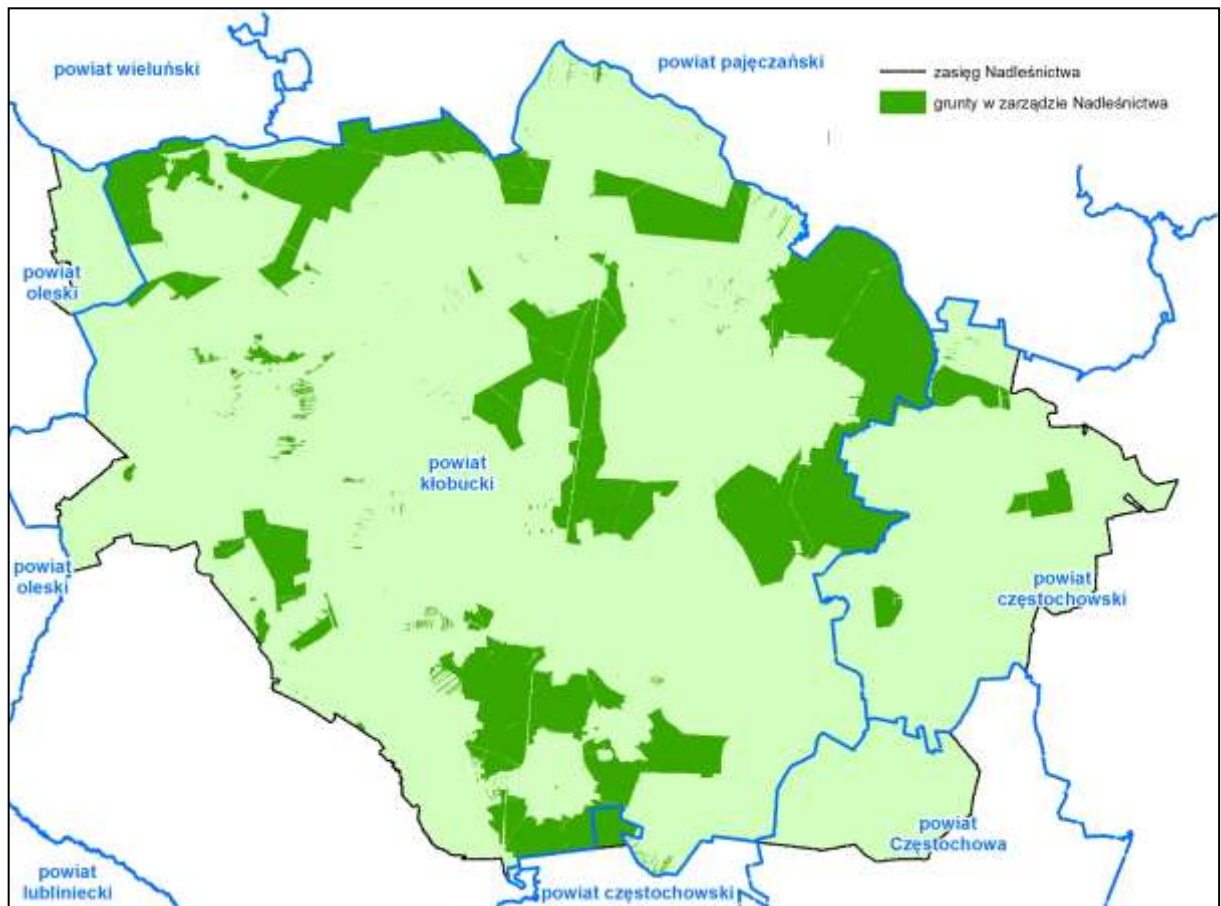 powiat wieluński
powiat pajęczański
zasięg Nadleśnictwa
grunty w zarządzie Nadleśnictwa
powiat
oleski
powiat
kłobucki
powiat
oleski
powiat
częstochowski
powiat
Częstochowa
powiat
lubliniecki
powiat częstochowski